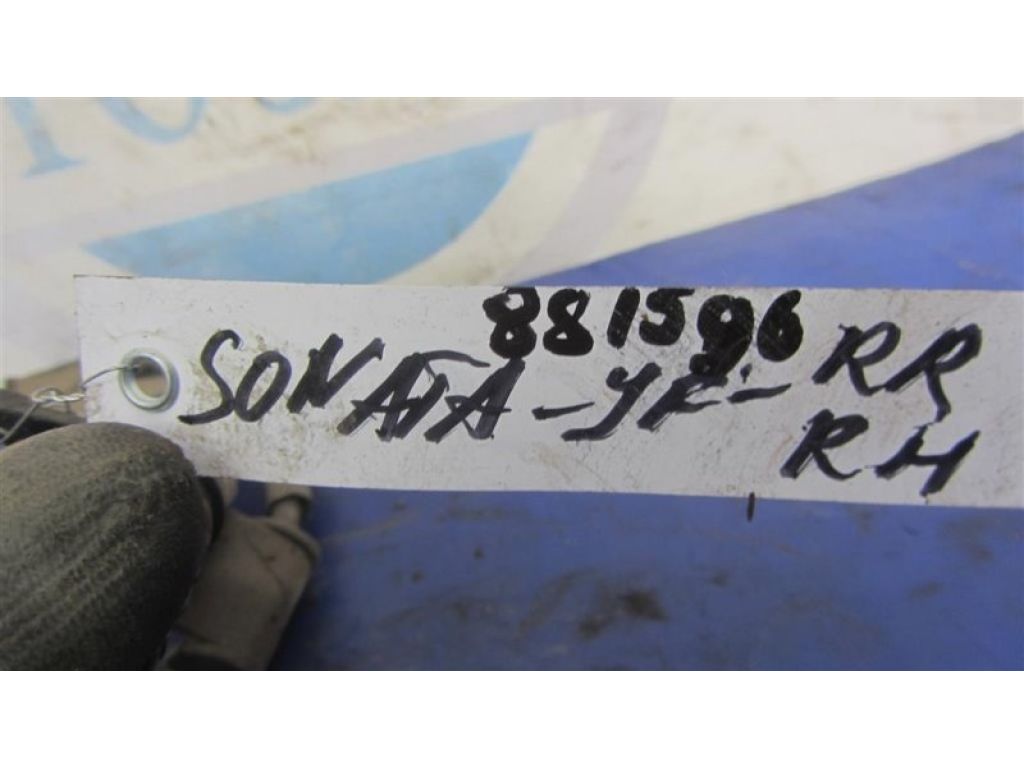 881596
SONATA-YF-RR
RH